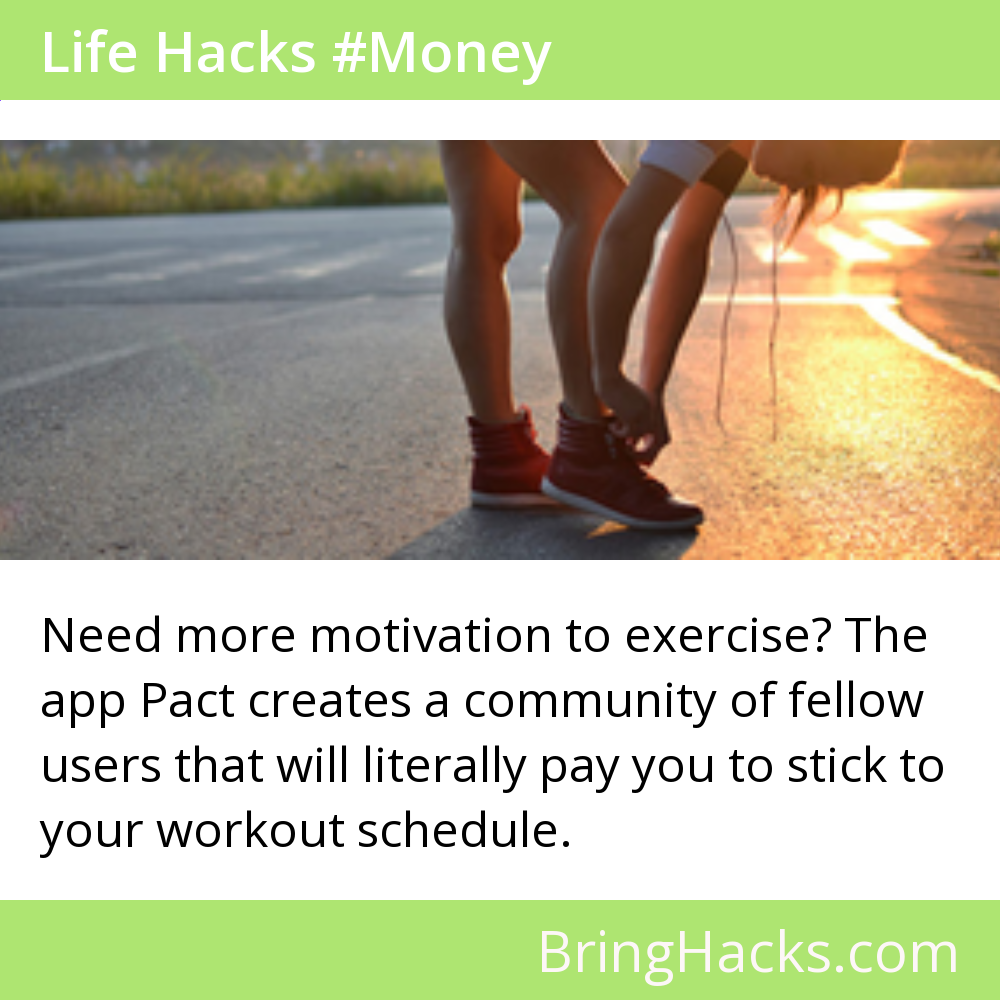 Life Hacks #Money
Need more motivation to exercise? The
app Pact creates a community of fellow
users that will literally pay you to stick to
your workout schedule.
BringHacks.com